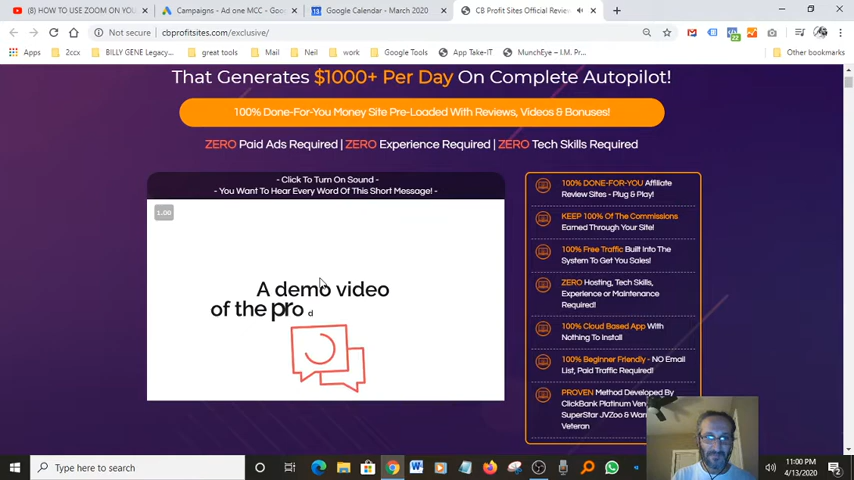 (8) HOW TO USE ZOOM ON YOU
Campaigns - Ad one MCC - Goog
Google Calendar - March 2020
CB Profit Sites Official Review
Not secure | cbprofitsites.com/exclusive/
22
Apps
2ccx
BILLY GENE Legacy...
great tools
Mail
Neil
work
Google Tools
App Take-IT
MunchEye – I.M. Pr...
Other bookmarks
That Generates $1000+ Per Day On Complete Autopilot!
100% Done-For-You Money Site Pre-Loaded With Reviews, Videos & Bonuses!
ZERO Paid Ads Required | ZERO Experience Required | ZERO Tech Skills Required
- Click To Turn On Sound -
- You Want To Hear Every Word Of This Short Message! -
1.00
A demo video
of the pro d
100% DONE-FOR-YOU Affiliate
Review Sites - Plug & Play!
KEEP 100% Of The Commissions
Earned Through Your Site!
100% Free Traffic Built Into The
System To Get You Sales!
ZERO Hosting, Tech Skills,
Experience or Maintenance
Required!
100% Cloud Based App With
Nothing To Install
100% Beginner Friendly - NO Email
List, Paid Traffic Required!
PROVEN Method Developed By
ClickBank Platinum Ven
SuperStar JVZoo & War
Veteran
Type here to search
11:00 PM
4/13/2020
2